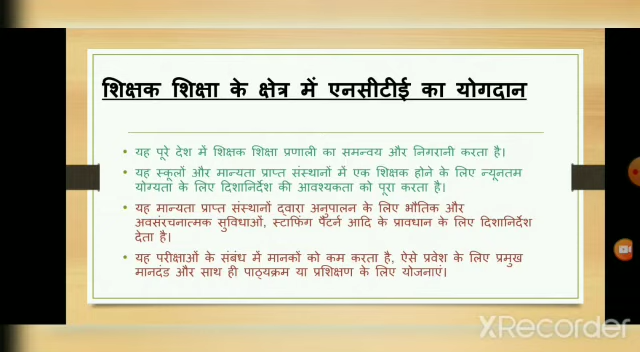 शिक्षक शिक्षा के क्षेत्र में एनसीटीई का योगदान
• यह पूरे देश में शिक्षक शिक्षा प्रणाली का समन्वय और निगरानी करता है।
• यह स्कूलों और मान्यता प्राप्त संस्थानों में एक शिक्षक होने के लिए न्यूनतम
योग्यता के लिए दिशानिर्देश की आवश्यकता को पूरा करता है।
• यह मान्यता प्राप्त संस्थानों द्वारा अनुपालन के लिए भौतिक और
अवसंरचनात्मक सुविधाओं, स्टाफिंग पैटर्न आदि के प्रावधान के लिए दिशानिर्देश
देता है।
• यह परीक्षाओं के संबंध में मानकों को कम करता है, ऐसे प्रवेश के लिए प्रमुख
मानदंड और साथ ही पाठ्यक्रम या प्रशिक्षण के लिए योजनाएं।
XRecorder